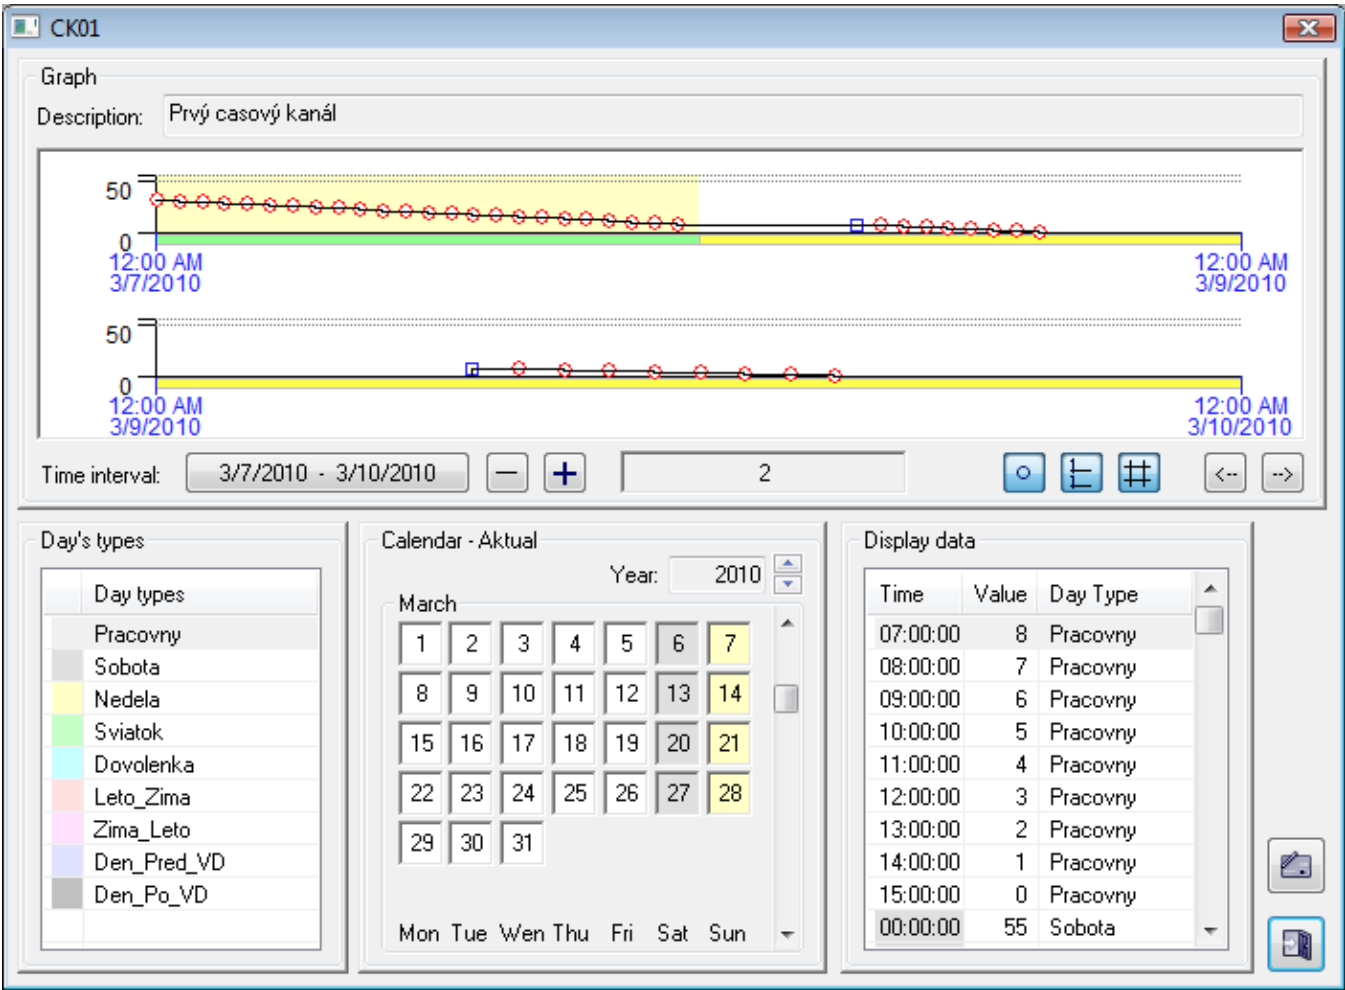 CK01
Graph
Description: Prvý casový kanál
50
0
12:00 AM 12:00 AM
3/7/2010 3/9/2010
50
0
12:00 AM 12:00 AM
3/9/2010 3/10/2010
Time interval: 3/7/2010 - 3/10/2010 − + 2 <-- -->
Day's types
Day types
Pracovny
Sobota
Nedela
Sviatok
Dovolenka
Leto_Zima
Zima_Leto
Den_Pred_VD
Den_Po_VD
Calendar - Aktual
Year: 2010
March
1 2 3 4 5 6 7
8 9 10 11 12 13 14
15 16 17 18 19 20 21
22 23 24 25 26 27 28
29 30 31
Mon Tue Wen Thu Fri Sat Sun
Display data
Time Value Day Type
07:00:00 8 Pracovny
08:00:00 7 Pracovny
09:00:00 6 Pracovny
10:00:00 5 Pracovny
11:00:00 4 Pracovny
12:00:00 3 Pracovny
13:00:00 2 Pracovny
14:00:00 1 Pracovny
15:00:00 0 Pracovny
00:00:00 55 Sobota